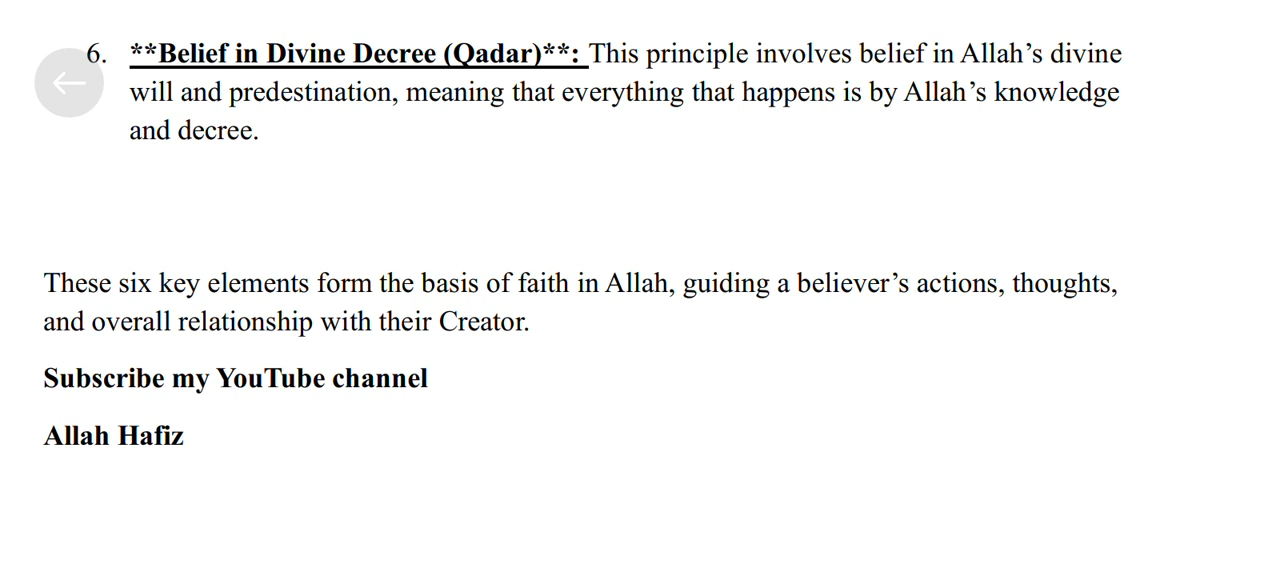 6. **Belief in Divine Decree (Qadar)**: This principle involves belief in Allah’s divine
will and predestination, meaning that everything that happens is by Allah’s knowledge
and decree.
These six key elements form the basis of faith in Allah, guiding a believer’s actions, thoughts,
and overall relationship with their Creator.
Subscribe my YouTube channel
Allah Hafiz